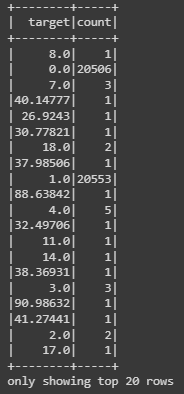 +--------+-----+
|  target|count|
+--------+-----+
|     8.0|    1|
|     0.0|20506|
|     7.0|    3|
|40.14777|    1|
| 26.9243|    1|
|30.77821|    1|
|    18.0|    2|
|37.98506|    1|
|     1.0|20553|
|88.63842|    1|
|     4.0|    5|
|32.49706|    1|
|    11.0|    1|
|    14.0|    1|
|38.36931|    1|
|     3.0|    3|
|90.98632|    1|
|41.27441|    1|
|     2.0|    2|
|    17.0|    1|
+--------+-----+
only showing top 20 rows